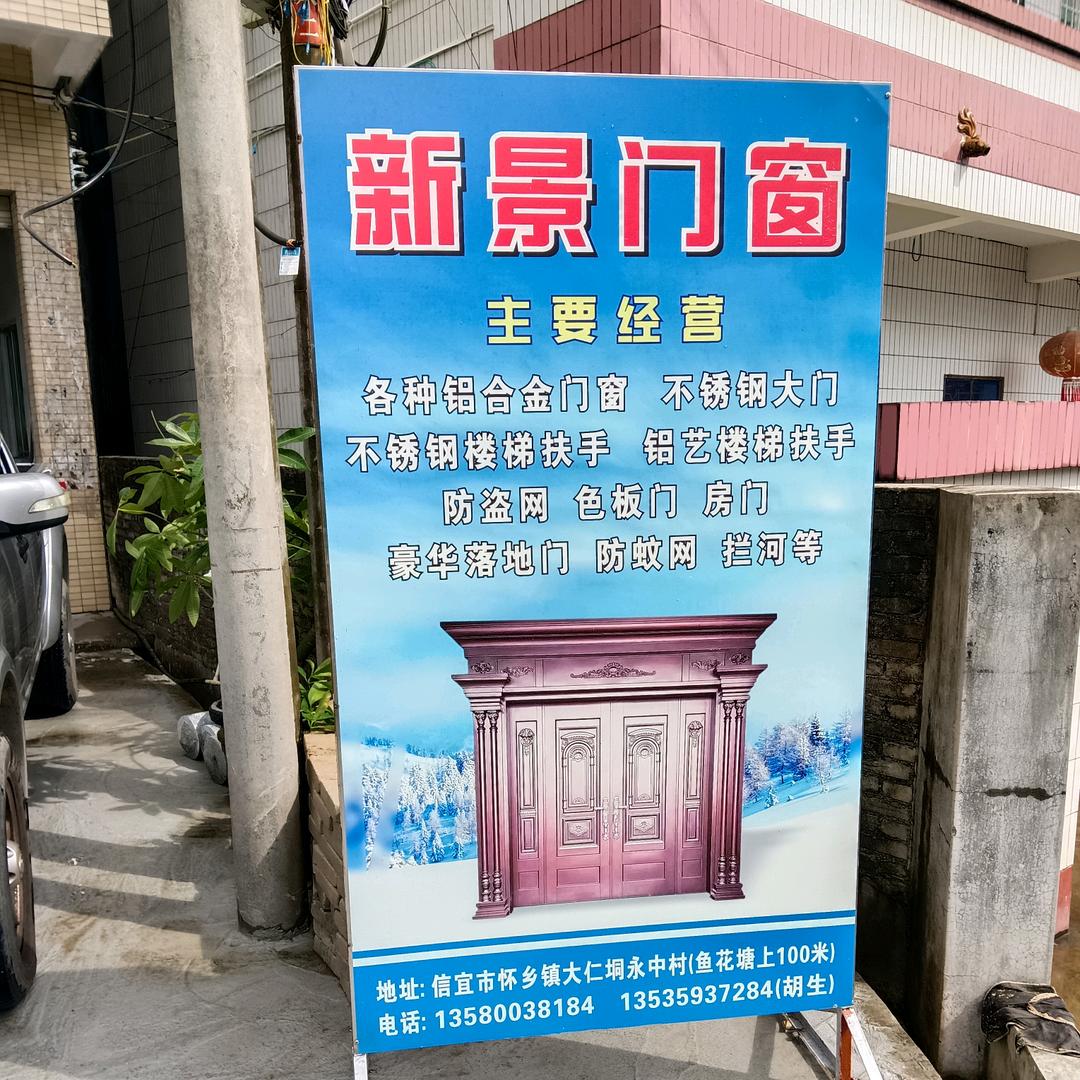 新景门窗
主要经营
各种铝合金门窗 不锈钢大门
不锈钢楼梯扶手 铝艺楼梯扶手
防盗网 色板门 房门
豪华落地门 防蚊网 拦河等
地址: 信宜市怀乡镇大仁垌永中村(鱼花塘上100米)
电话: 13580038184 13535937284(胡生)